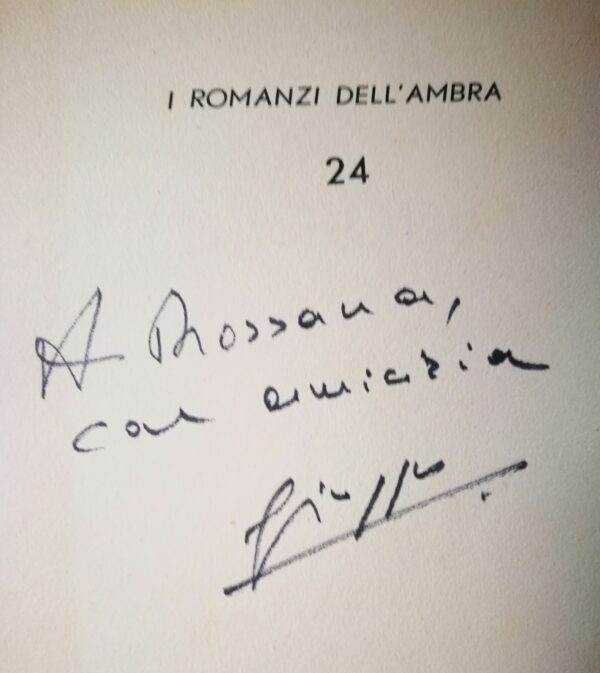 I ROMANZI DELL'AMBRA
24
A Rossana,
con amicizia